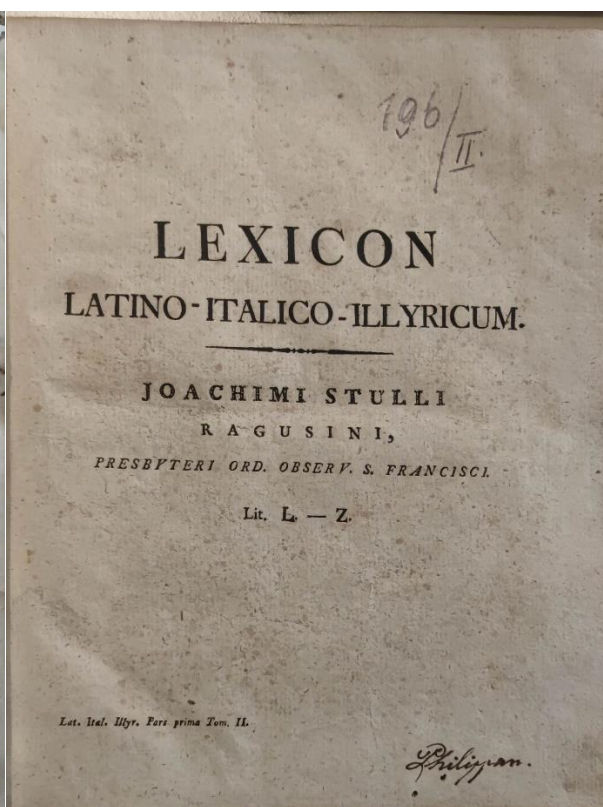 196/II.
LEXICON
LATINO-ITALICO-ILLYRICUM.
JOACHIMI STULLI
RAGUSINI,
PRESBYTERI ORD. OBSERV. S. FRANCISCI.
Lit. L. — Z.
Lat. Ital. Illyr. Pars prima Tom. II.
Philippan.